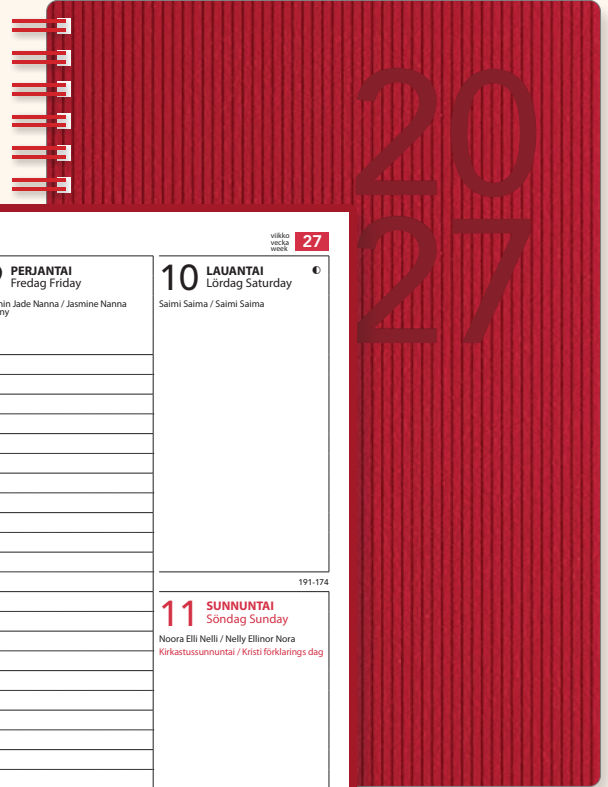 20
27
viikko
vecka
week
27
PERJANTAI
Fredag Friday
Jade Nanna / Jasmine Nanna
10
LAUANTAI
Lördag Saturday
Saimi Saima / Saimi Saima
191-174
11
SUNNUNTAI
Söndag Sunday
Noora Elli Nelli / Nelly Ellinor Nora
Kirkastussunnuntai / Kristi förklarings dag